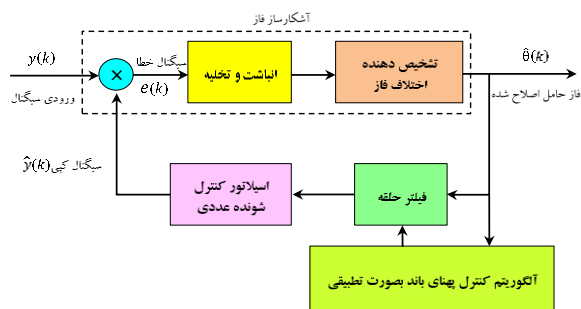 آشکارساز فاز
y(k)
ورودی سیگنال
×
سیگنال خطا
e(k)
انباشت و تخلیه
تشخیص دهنده
اختلاف فاز
θ̂(k)
فاز حامل اصلاح شده
سیگنال کپی ŷ(k)
اسیلاتور کنترل
شونده عددی
فیلتر حلقه
آلگوریتم کنترل پهنای باند بصورت تطبیقی